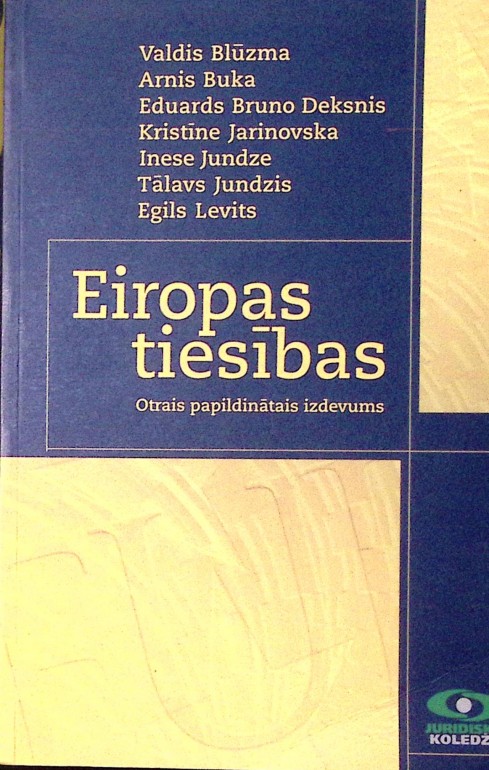 Valdis Blūzma
Arnis Buka
Eduards Bruno Deksnis
Kristīne Jarinovska
Inese Jundze
Tālavs Jundzis
Egils Levits
Eiropas
tiesības
Otrais papildinātais izdevums